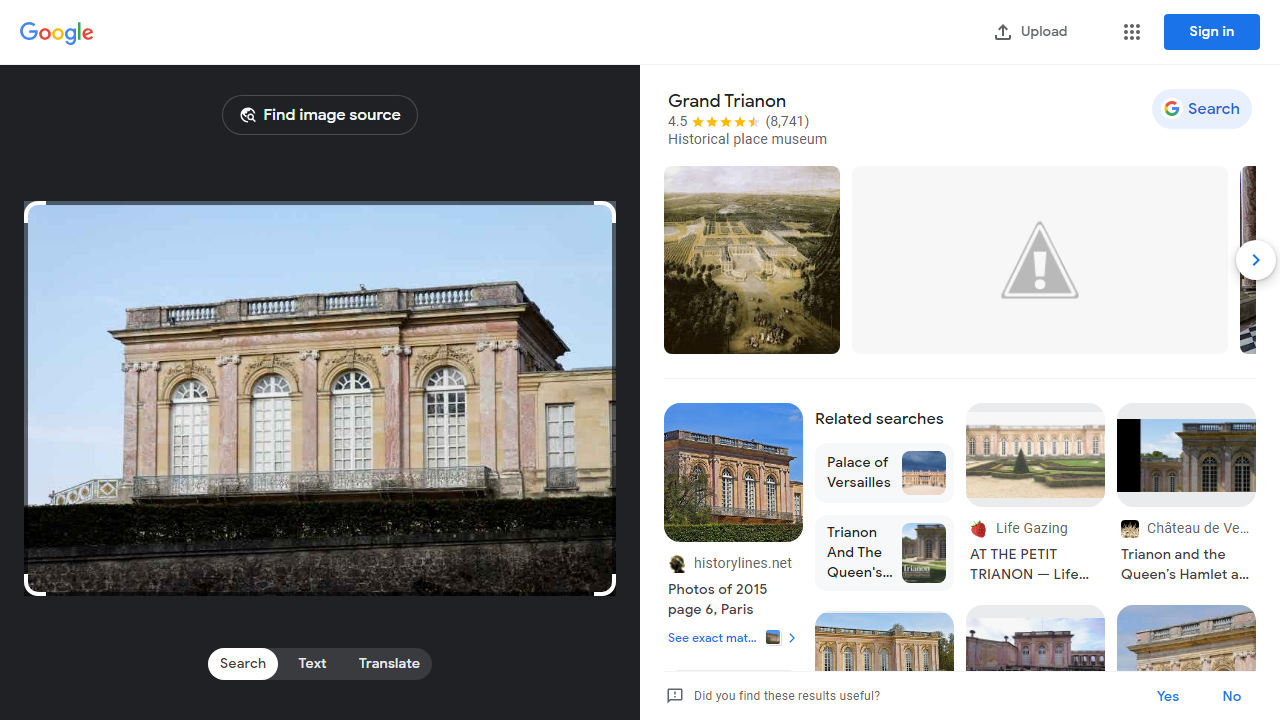 Google
Upload
Sign in
Find image source
Search
Text
Translate
Grand Trianon
4.5 (8,741)
Historical place museum
Search
historylines.net
Photos of 2015
page 6, Paris
See exact mat...
Related searches
Palace of
Versailles
Trianon
And The
Queen's...
Trianon
Life Gazing
AT THE PETIT
TRIANON — Life...
Château de Ve...
Trianon and the
Queen's Hamlet a...
Did you find these results useful?
Yes
No